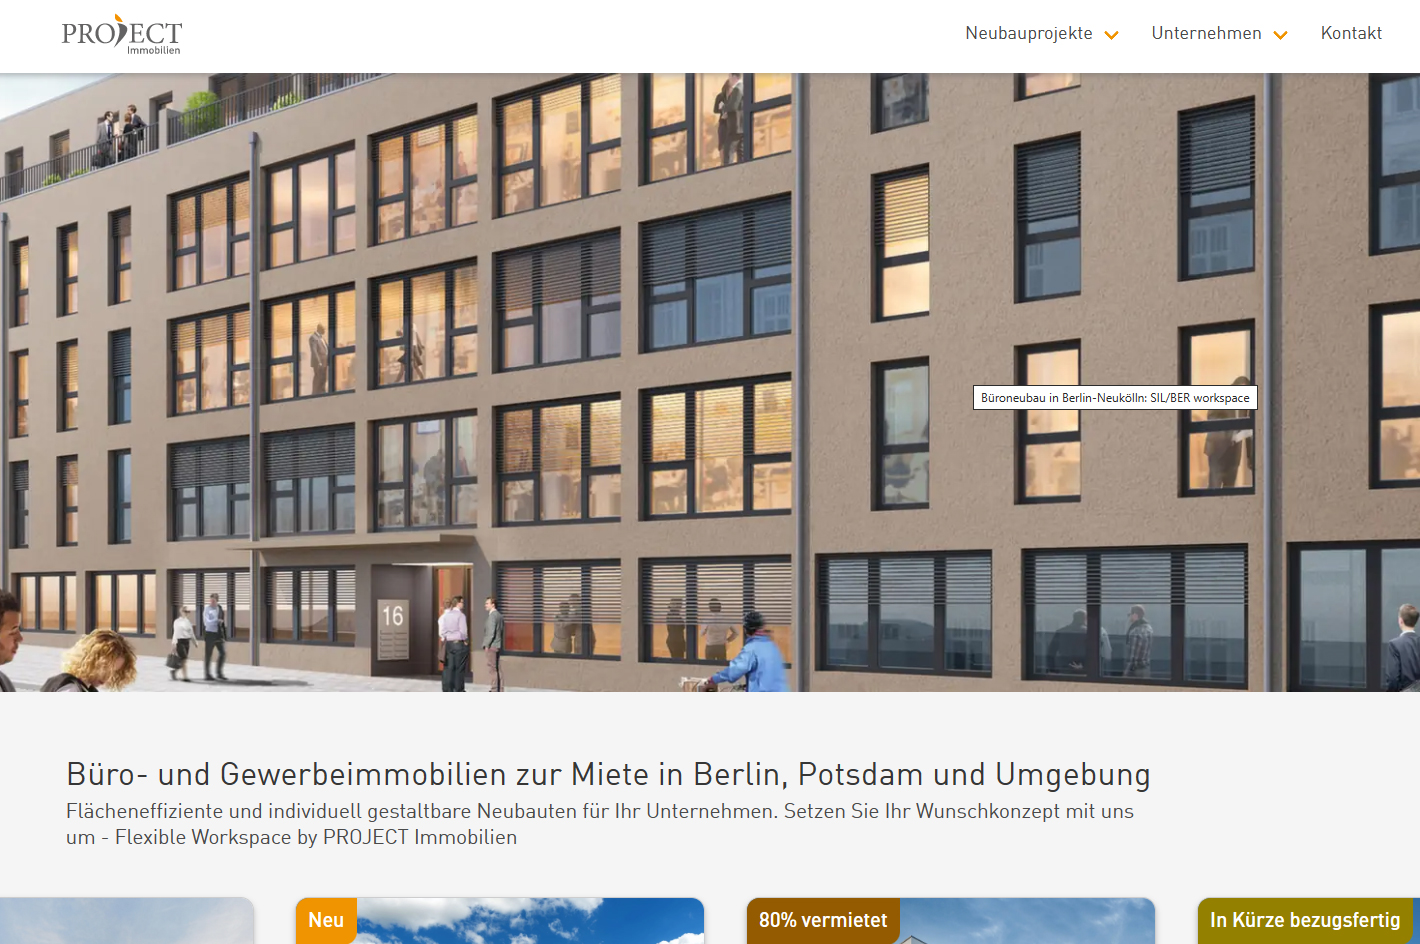 PROJECT
Immobilien
Neubauprojekte
Unternehmen
Kontakt
Büroneubau in Berlin-Neukölln: SIL/BER workspace
16
Büro- und Gewerbeimmobilien zur Miete in Berlin, Potsdam und Umgebung
Flächeneffiziente und individuell gestaltbare Neubauten für Ihr Unternehmen. Setzen Sie Ihr Wunschkonzept mit uns
um - Flexible Workspace by PROJECT Immobilien
Neu
80% vermietet
In Kürze bezugsfertig